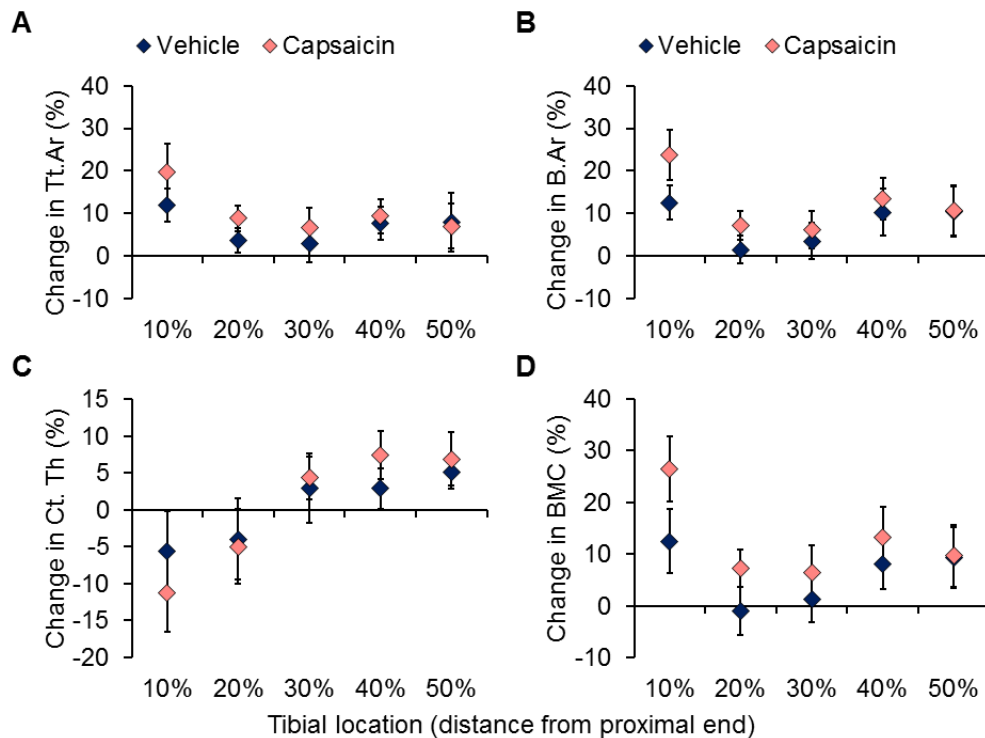 A
Vehicle Capsaicin
Change in Tt.Ar (%)
40
30
20
10
0
-10
10% 20% 30% 40% 50%
B
Vehicle Capsaicin
Change in B.Ar (%)
40
30
20
10
0
-10
10% 20% 30% 40% 50%
C
Change in Ct. Th (%)
15
10
5
0
-5
-10
-15
-20
10% 20% 30% 40% 50%
D
Change in BMC (%)
40
30
20
10
0
-10
10% 20% 30% 40% 50%
Tibial location (distance from proximal end)